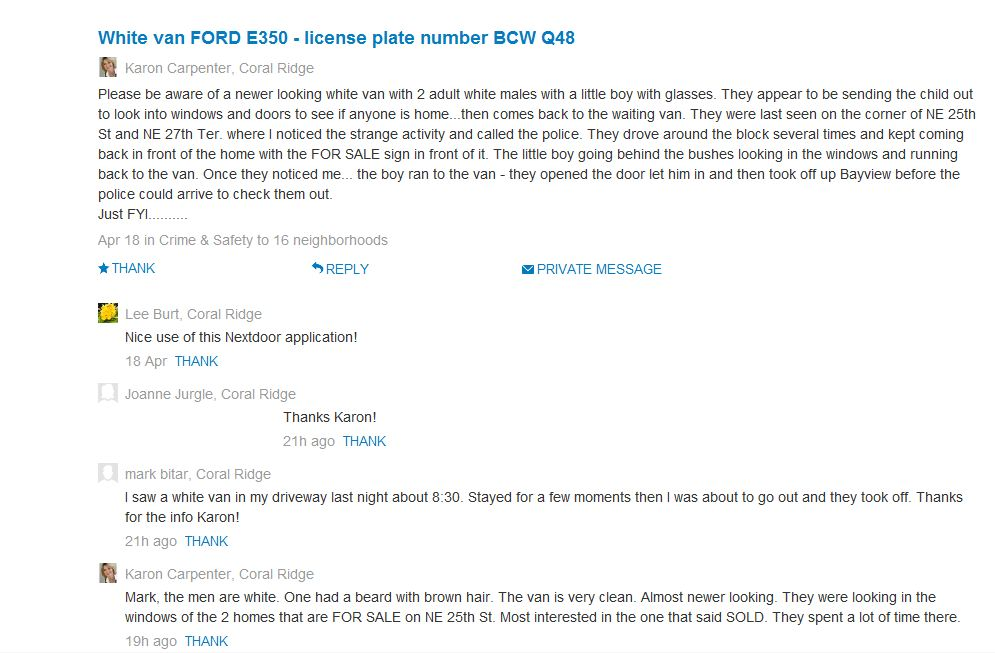 White van FORD E350 - license plate number BCW Q48
Karon Carpenter, Coral Ridge
Please be aware of a newer looking white van with 2 adult white males with a little boy with glasses. They appear to be sending the child out
to look into windows and doors to see if anyone is home...then comes back to the waiting van. They were last seen on the corner of NE 25th
St and NE 27th Ter. where I noticed the strange activity and called the police. They drove around the block several times and kept coming
back in front of the home with the FOR SALE sign in front of it. The little boy going behind the bushes looking in the windows and running
back to the van. Once they noticed me... the boy ran to the van - they opened the door let him in and then took off up Bayview before the
police could arrive to check them out.
Just FYI..........
Apr 18 in Crime & Safety to 16 neighborhoods
THANK REPLY PRIVATE MESSAGE
Lee Burt, Coral Ridge
Nice use of this Nextdoor application!
18 Apr THANK
Joanne Jurgle, Coral Ridge
Thanks Karon!
21h ago THANK
mark bitar, Coral Ridge
I saw a white van in my driveway last night about 8:30. Stayed for a few moments then I was about to go out and they took off. Thanks
for the info Karon!
21h ago THANK
Karon Carpenter, Coral Ridge
Mark, the men are white. One had a beard with brown hair. The van is very clean. Almost newer looking. They were looking in the
windows of the 2 homes that are FOR SALE on NE 25th St. Most interested in the one that said SOLD. They spent a lot of time there.
19h ago THANK